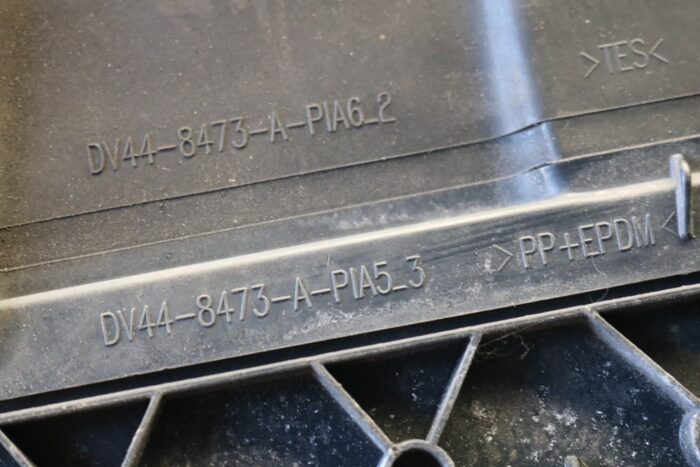 >TES<
DV44-8473-A-PIA6_2
>PP+EPDM<
DV44-8473-A-PIA5_3